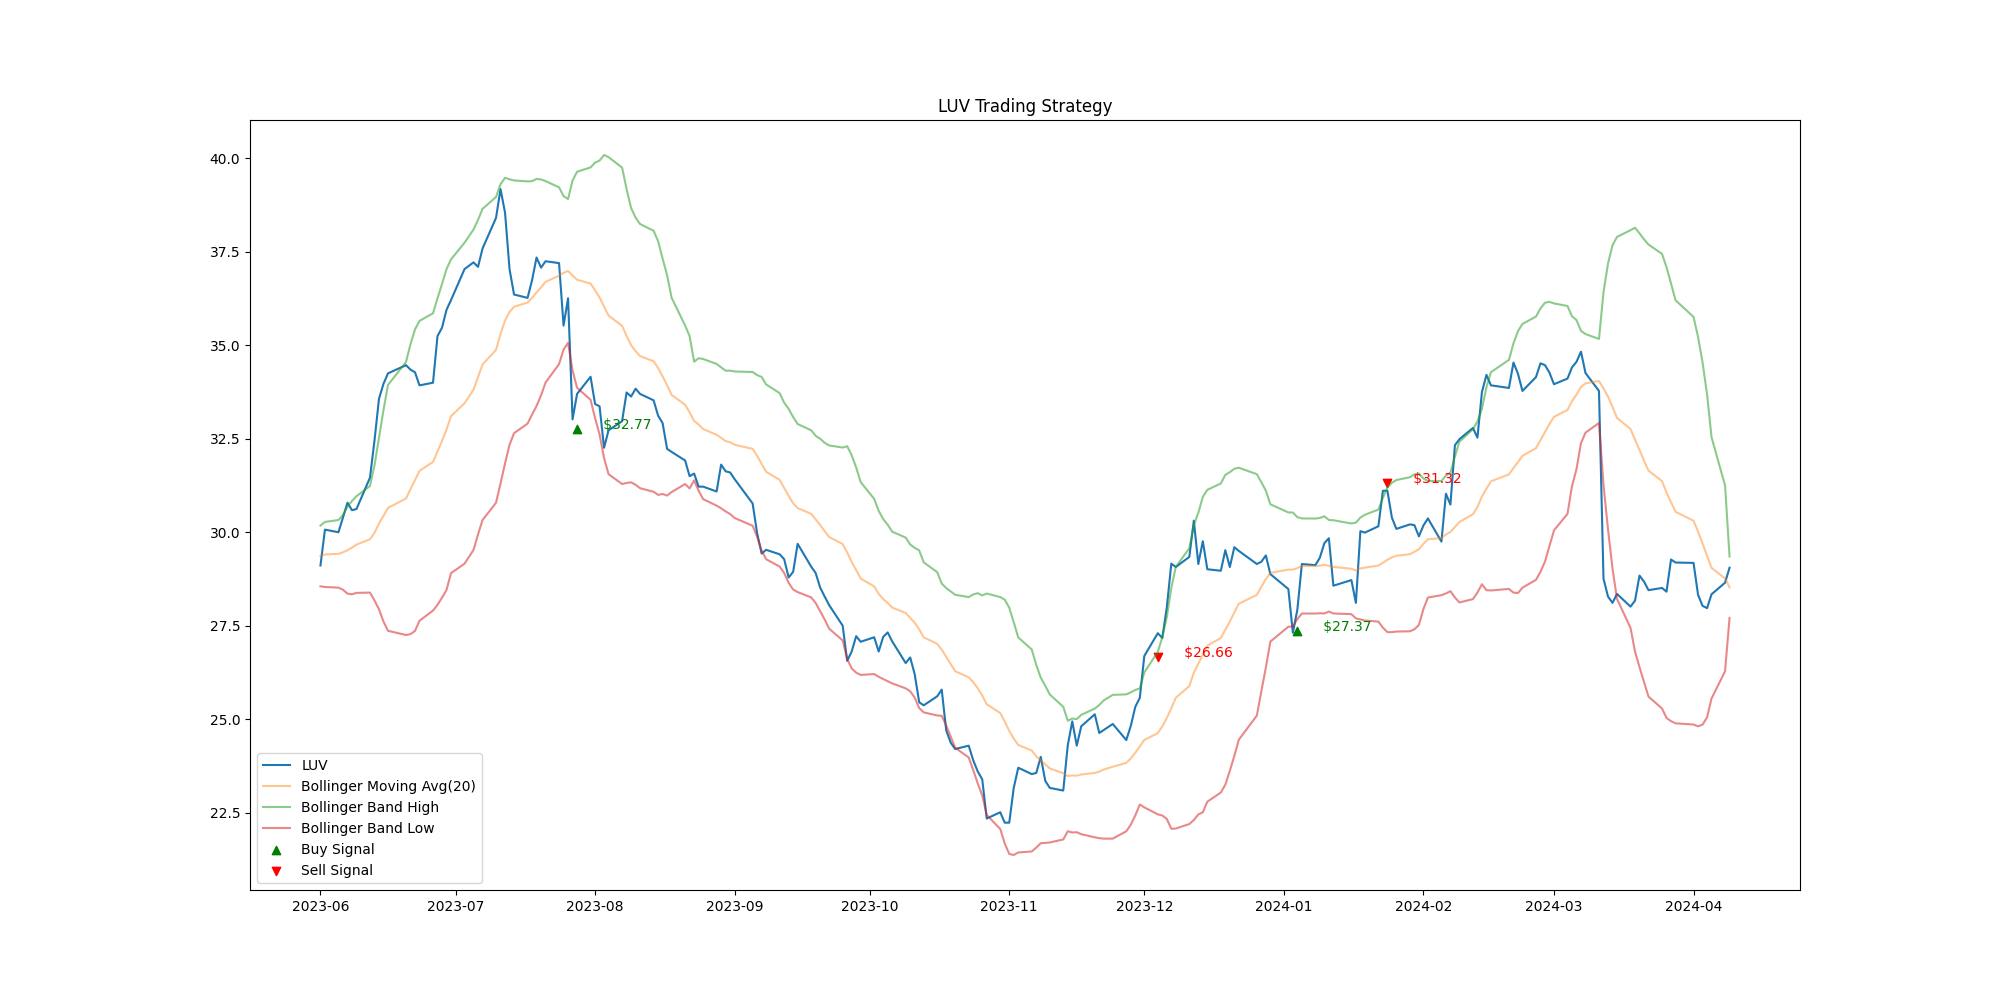 LUV Trading Strategy
40.0
37.5
35.0
32.5
30.0
27.5
25.0
22.5
$32.77
$31.32
$27.37
$26.66
LUV
Bollinger Moving Avg(20)
Bollinger Band High
Bollinger Band Low
Buy Signal
Sell Signal
2023-06 2023-07 2023-08 2023-09 2023-10 2023-11 2023-12 2024-01 2024-02 2024-03 2024-04